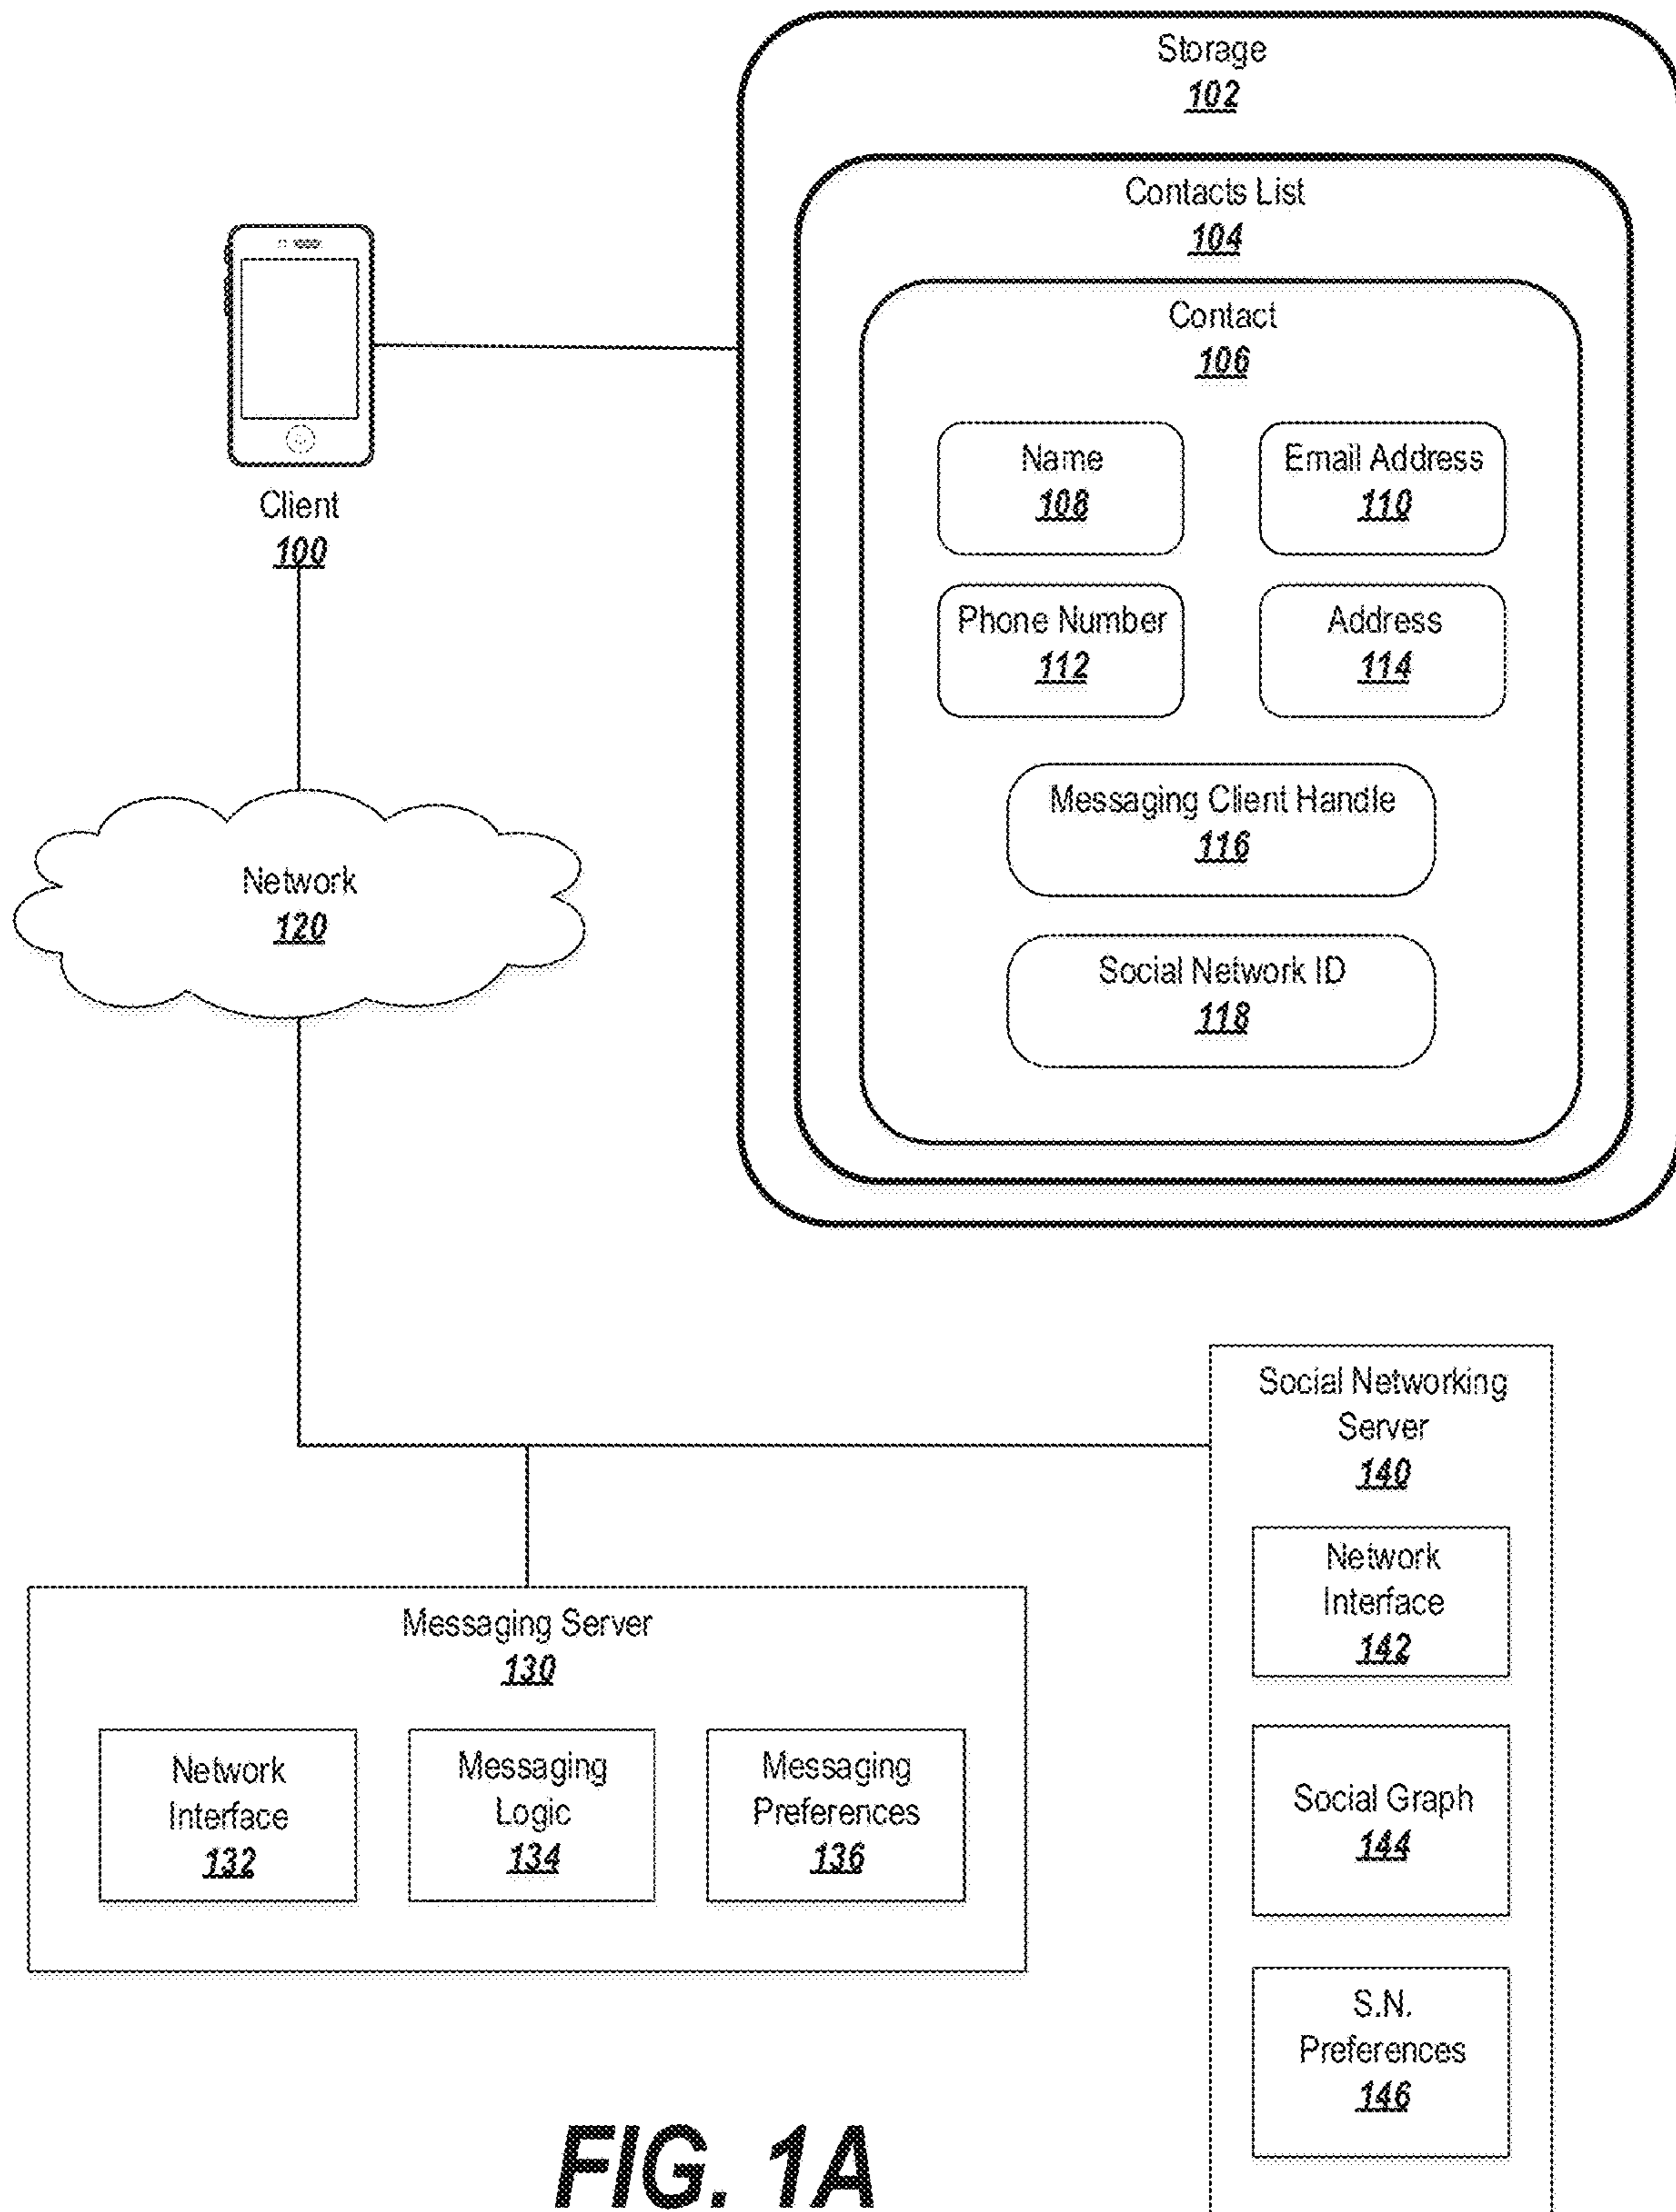 Storage
102
Contacts List
104
Contact
106
Name
108
Email Address
110
Phone Number
112
Address
114
Messaging Client Handle
116
Social Network ID
118
Client
100
Network
120
Social Networking
Server
140
Network
Interface
142
Social Graph
144
S.N.
Preferences
146
Messaging Server
130
Network
Interface
132
Messaging
Logic
134
Messaging
Preferences
136
FIG. 1A